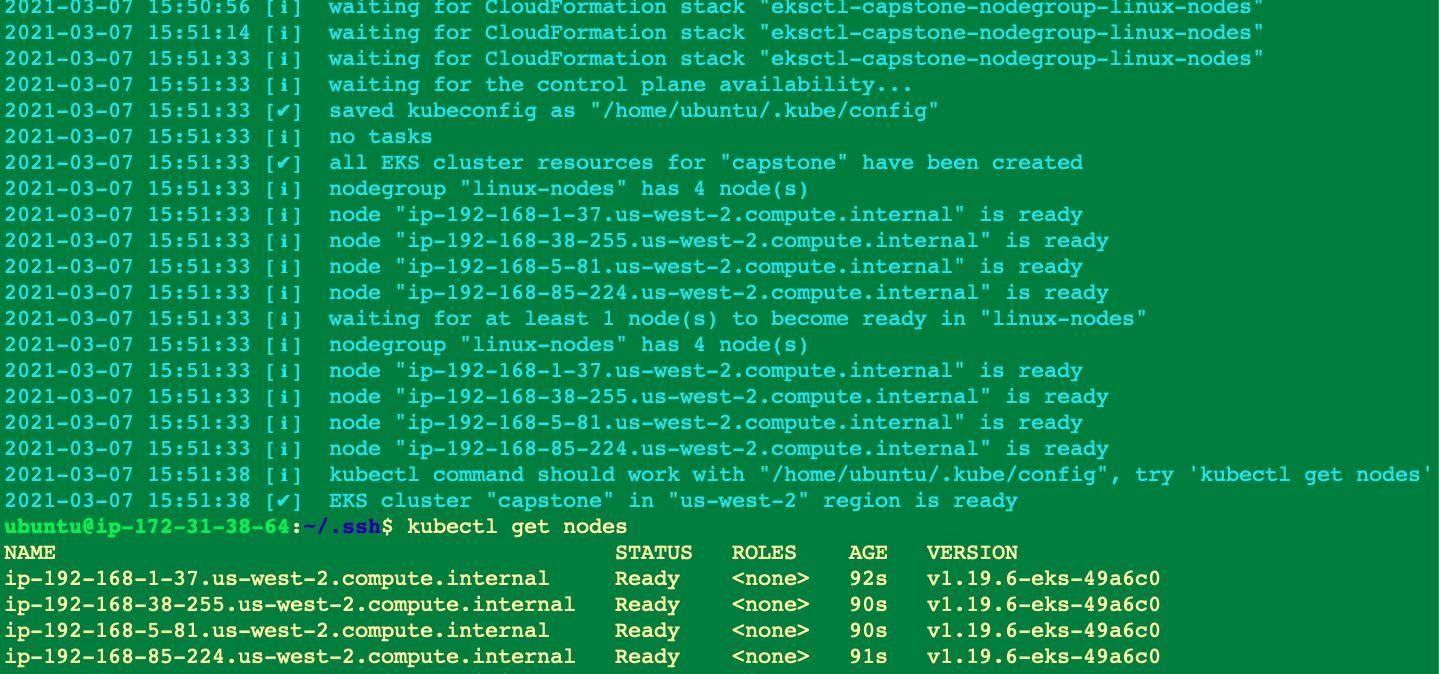 2021-03-07 15:50:56 [ℹ]  waiting for CloudFormation stack "eksctl-capstone-nodegroup-linux-nodes"
2021-03-07 15:51:14 [ℹ]  waiting for CloudFormation stack "eksctl-capstone-nodegroup-linux-nodes"
2021-03-07 15:51:33 [ℹ]  waiting for CloudFormation stack "eksctl-capstone-nodegroup-linux-nodes"
2021-03-07 15:51:33 [ℹ]  waiting for the control plane availability...
2021-03-07 15:51:33 [✔]  saved kubeconfig as "/home/ubuntu/.kube/config"
2021-03-07 15:51:33 [ℹ]  no tasks
2021-03-07 15:51:33 [✔]  all EKS cluster resources for "capstone" have been created
2021-03-07 15:51:33 [ℹ]  nodegroup "linux-nodes" has 4 node(s)
2021-03-07 15:51:33 [ℹ]  node "ip-192-168-1-37.us-west-2.compute.internal" is ready
2021-03-07 15:51:33 [ℹ]  node "ip-192-168-38-255.us-west-2.compute.internal" is ready
2021-03-07 15:51:33 [ℹ]  node "ip-192-168-5-81.us-west-2.compute.internal" is ready
2021-03-07 15:51:33 [ℹ]  node "ip-192-168-85-224.us-west-2.compute.internal" is ready
2021-03-07 15:51:33 [ℹ]  waiting for at least 1 node(s) to become ready in "linux-nodes"
2021-03-07 15:51:33 [ℹ]  nodegroup "linux-nodes" has 4 node(s)
2021-03-07 15:51:33 [ℹ]  node "ip-192-168-1-37.us-west-2.compute.internal" is ready
2021-03-07 15:51:33 [ℹ]  node "ip-192-168-38-255.us-west-2.compute.internal" is ready
2021-03-07 15:51:33 [ℹ]  node "ip-192-168-5-81.us-west-2.compute.internal" is ready
2021-03-07 15:51:33 [ℹ]  node "ip-192-168-85-224.us-west-2.compute.internal" is ready
2021-03-07 15:51:38 [ℹ]  kubectl command should work with "/home/ubuntu/.kube/config", try 'kubectl get nodes'
2021-03-07 15:51:38 [✔]  EKS cluster "capstone" in "us-west-2" region is ready
ubuntu@ip-172-31-38-64:~/.ssh$ kubectl get nodes
NAME                                           STATUS   ROLES    AGE   VERSION
ip-192-168-1-37.us-west-2.compute.internal     Ready    <none>   92s   v1.19.6-eks-49a6c0
ip-192-168-38-255.us-west-2.compute.internal   Ready    <none>   90s   v1.19.6-eks-49a6c0
ip-192-168-5-81.us-west-2.compute.internal     Ready    <none>   90s   v1.19.6-eks-49a6c0
ip-192-168-85-224.us-west-2.compute.internal   Ready    <none>   91s   v1.19.6-eks-49a6c0